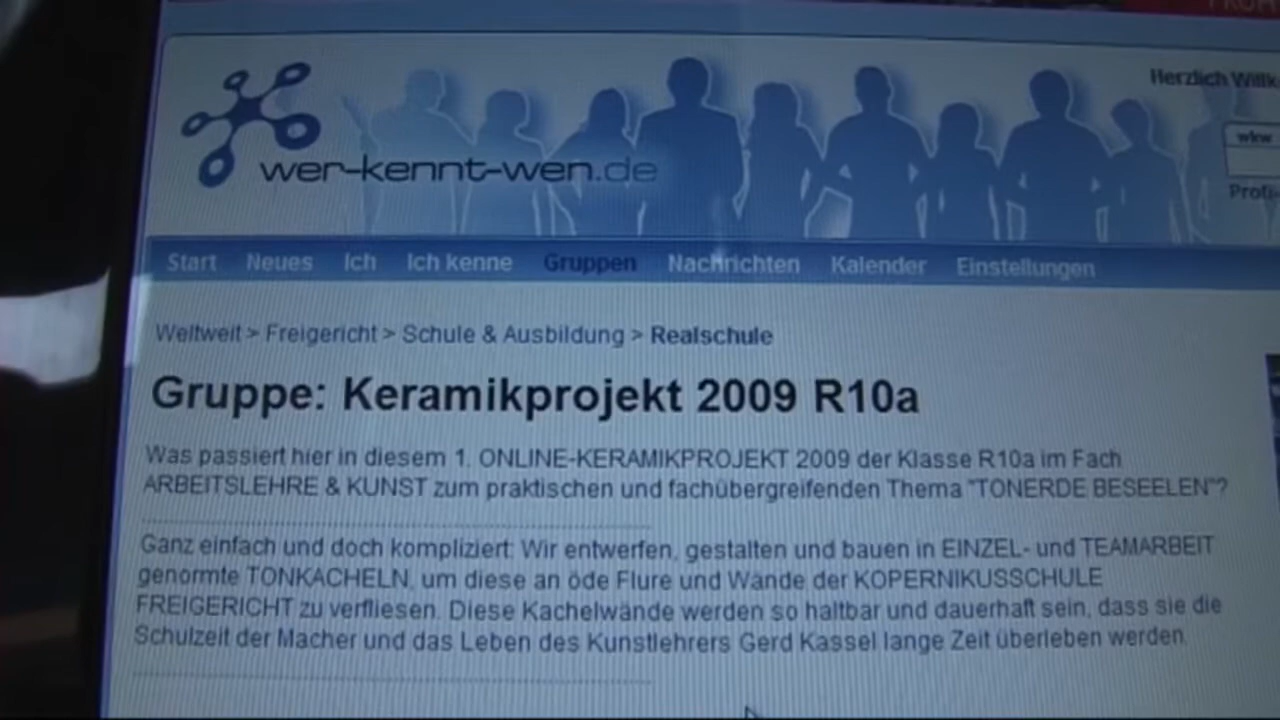 Herzlich
wkw
wer-kennt-wen.de
Start Neues Ich Ich kenne Gruppen Nachrichten Kalender Einstellungen
Weltweit > Freigericht > Schule & Ausbildung > Realschule
Gruppe: Keramikprojekt 2009 R10a
Was passiert hier in diesem 1. ONLINE-KERAMIKPROJEKT 2009 der Klasse R10a im Fach
ARBEITSLEHRE & KUNST zum praktischen und fachübergreifenden Thema "TONERDE BESEELEN"?
Ganz einfach und doch kompliziert: Wir entwerfen, gestalten und bauen in EINZEL- und TEAMARBEIT
genormte TONKACHELN, um diese an öde Flure und Wände der KOPERNIKUSSCHULE
FREIGERICHT zu verfliesen. Diese Kachelwände werden so haltbar und dauerhaft sein, dass sie die
Schulzeit der Macher und das Leben des Kunstlehrers Gerd Kassel lange Zeit überleben werden.